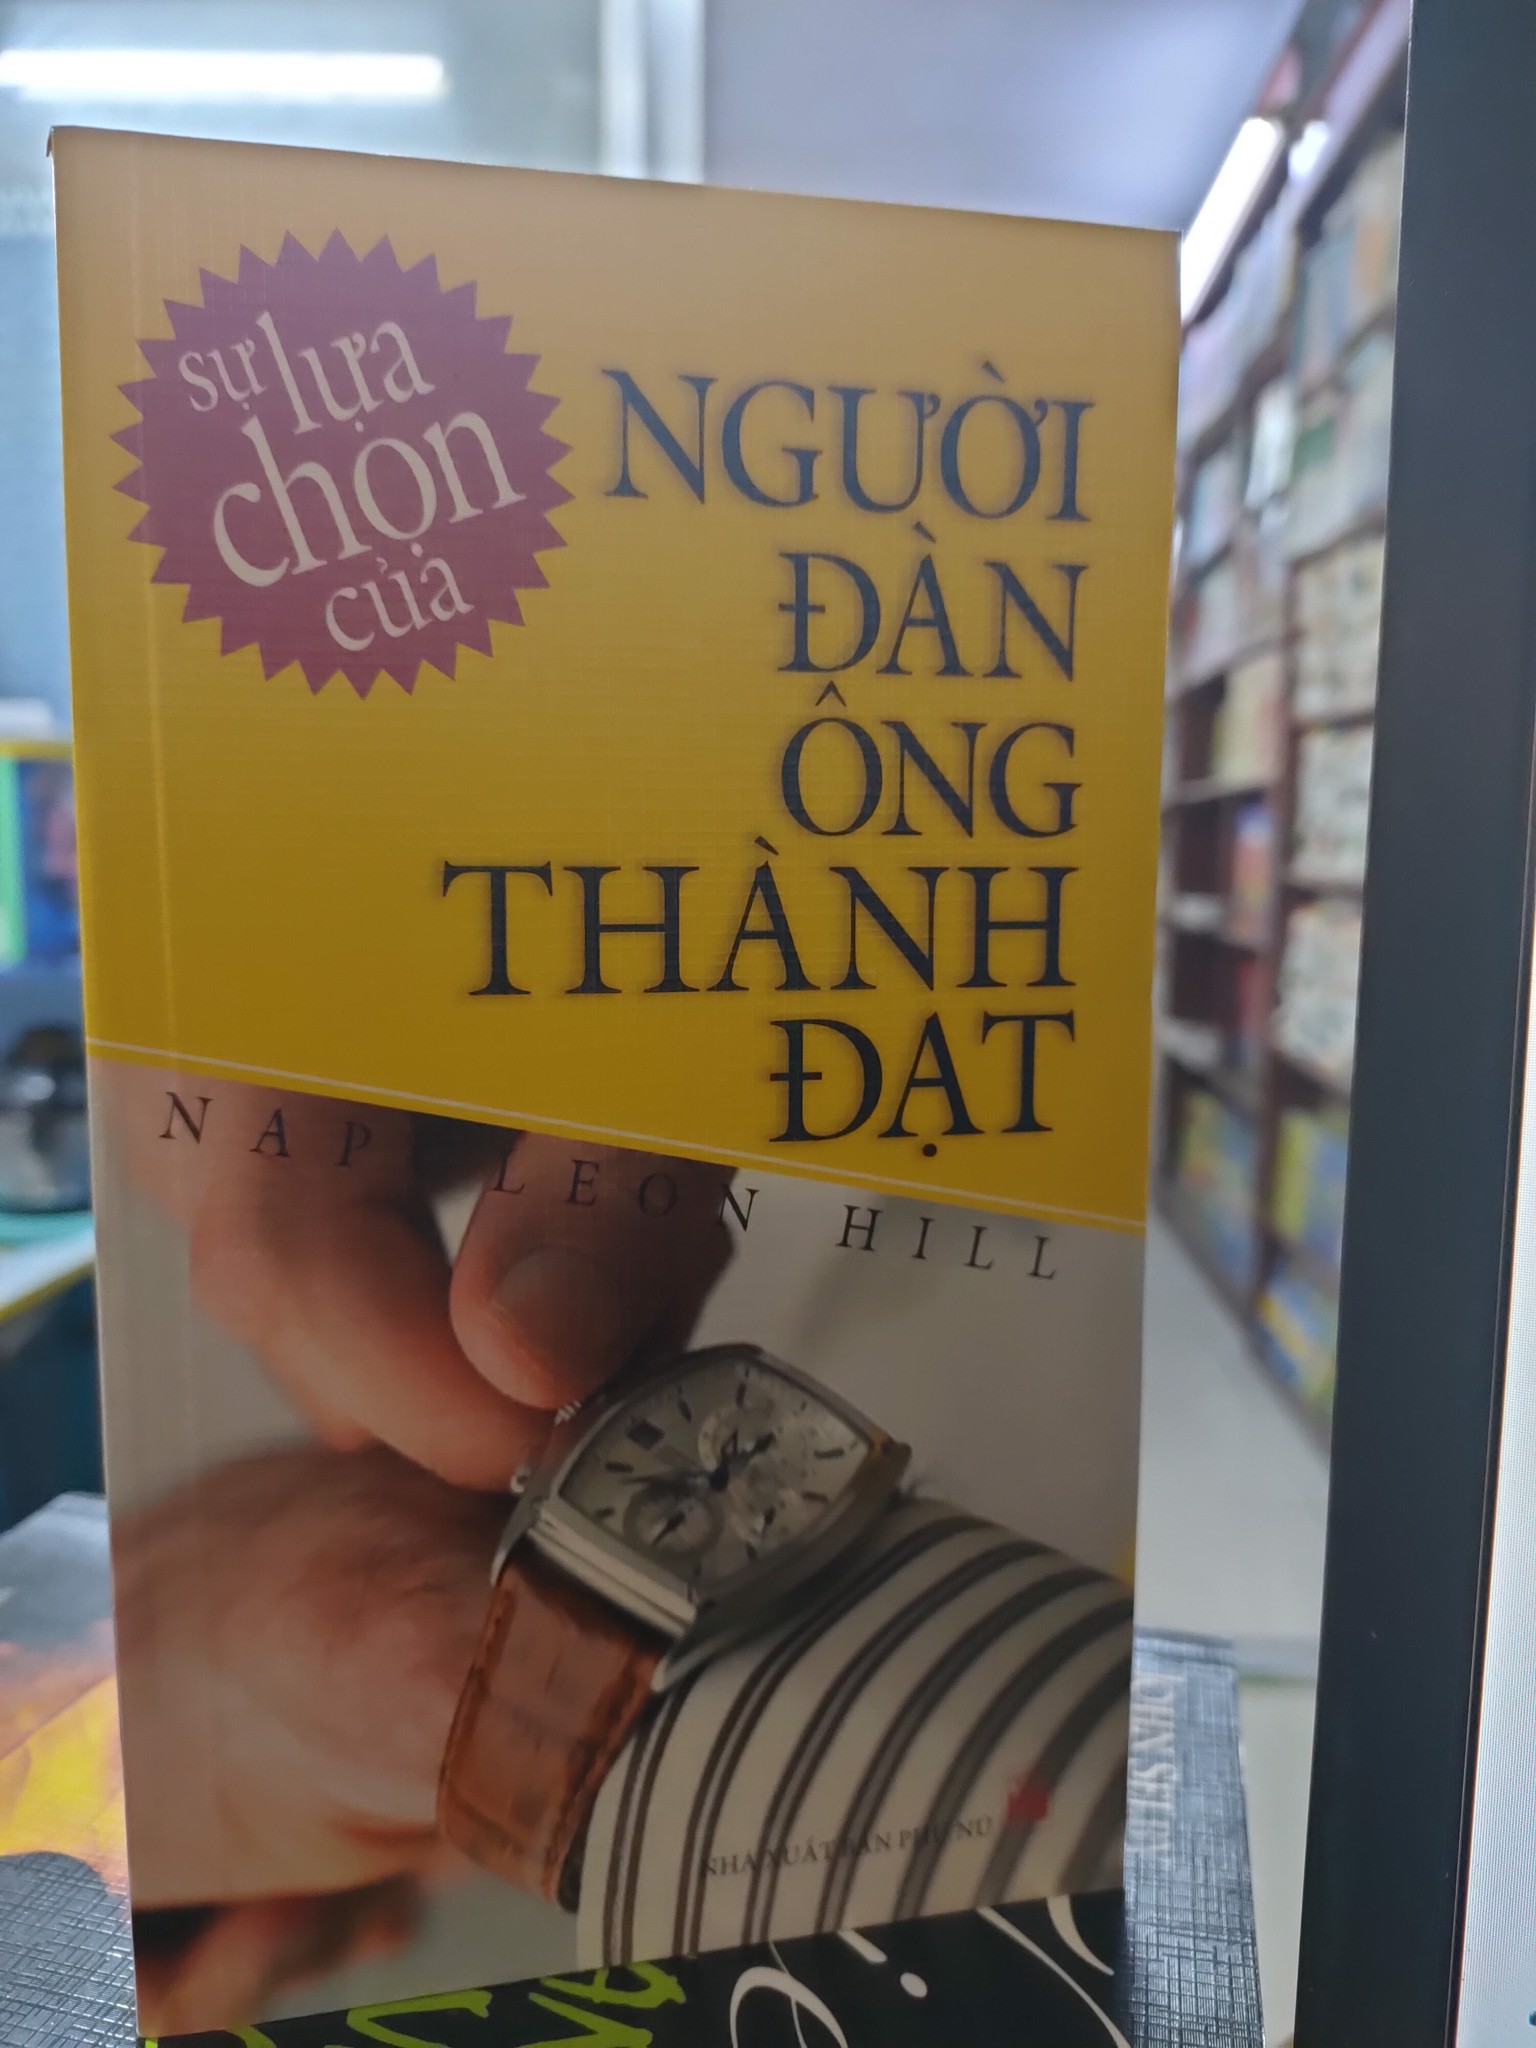 sự lựa
chọn
của
NGƯỜI
ĐÀN
ÔNG
THÀNH
ĐẠT
NAPOLEON HILL
NHÀ XUẤT BẢN PHỤ NỮ